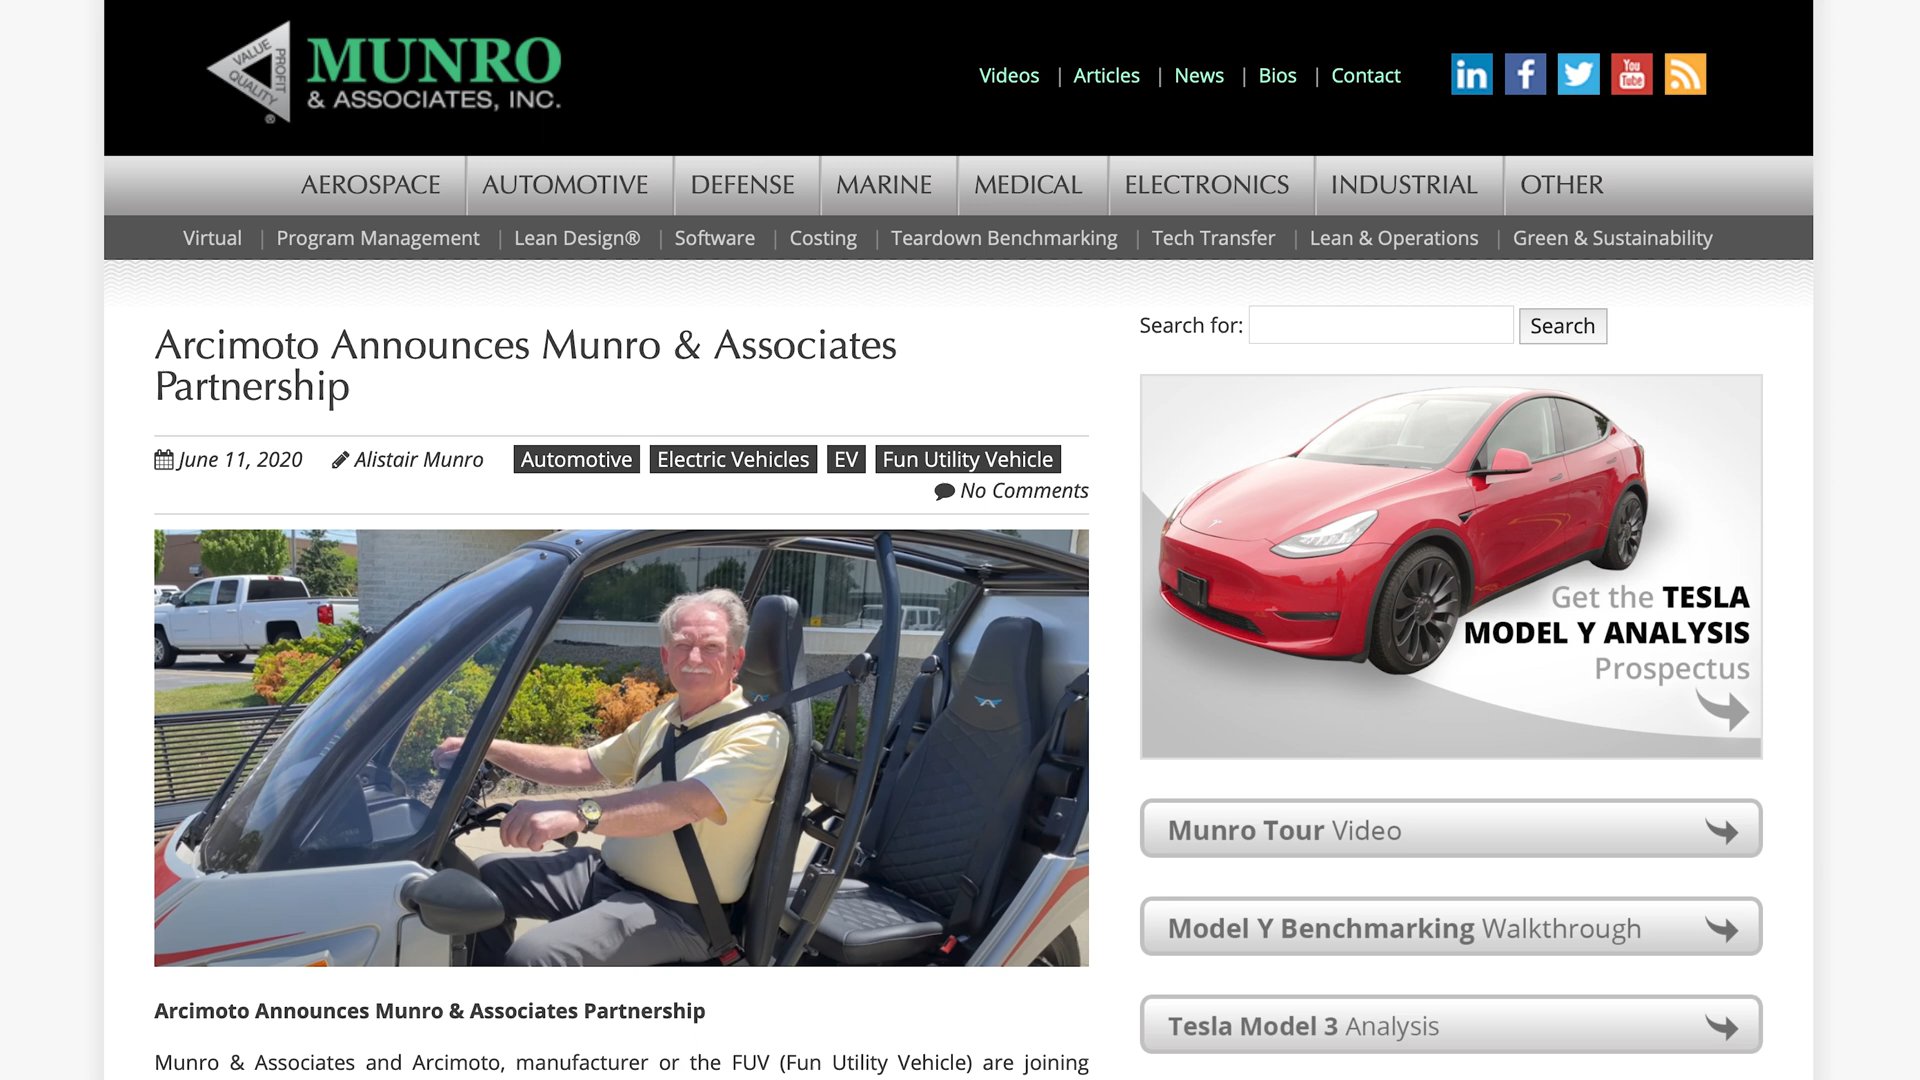 VALUE
PROFIT
QUALITY
®
MUNRO
& ASSOCIATES, INC.
Videos | Articles | News | Bios | Contact
in f You Tube
AEROSPACE AUTOMOTIVE DEFENSE MARINE MEDICAL ELECTRONICS INDUSTRIAL OTHER
Virtual | Program Management | Lean Design® | Software | Costing | Teardown Benchmarking | Tech Transfer | Lean & Operations | Green & Sustainability
Arcimoto Announces Munro & Associates
Partnership
June 11, 2020 Alistair Munro Automotive Electric Vehicles EV Fun Utility Vehicle
No Comments
Arcimoto Announces Munro & Associates Partnership
Munro & Associates and Arcimoto, manufacturer or the FUV (Fun Utility Vehicle) are joining
Search for: Search
Get the TESLA
MODEL Y ANALYSIS
Prospectus
Munro Tour Video
Model Y Benchmarking Walkthrough
Tesla Model 3 Analysis